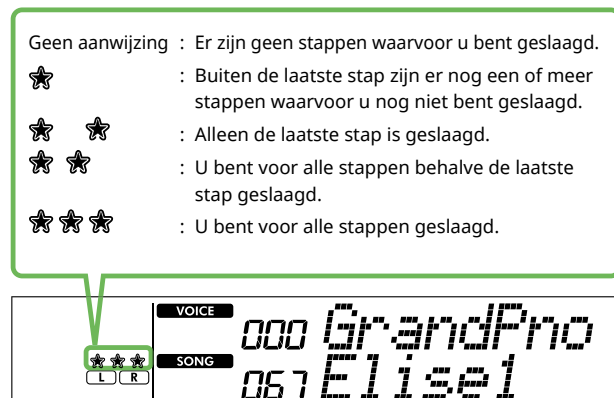 Geen aanwijzing : Er zijn geen stappen waarvoor u bent geslaagd.
: Buiten de laatste stap zijn er nog een of meer
stappen waarvoor u nog niet bent geslaagd.
: Alleen de laatste stap is geslaagd.
: U bent voor alle stappen behalve de laatste
stap geslaagd.
: U bent voor alle stappen geslaagd.
VOICE 000 GrandPno
SONG 067 Elise1
L R